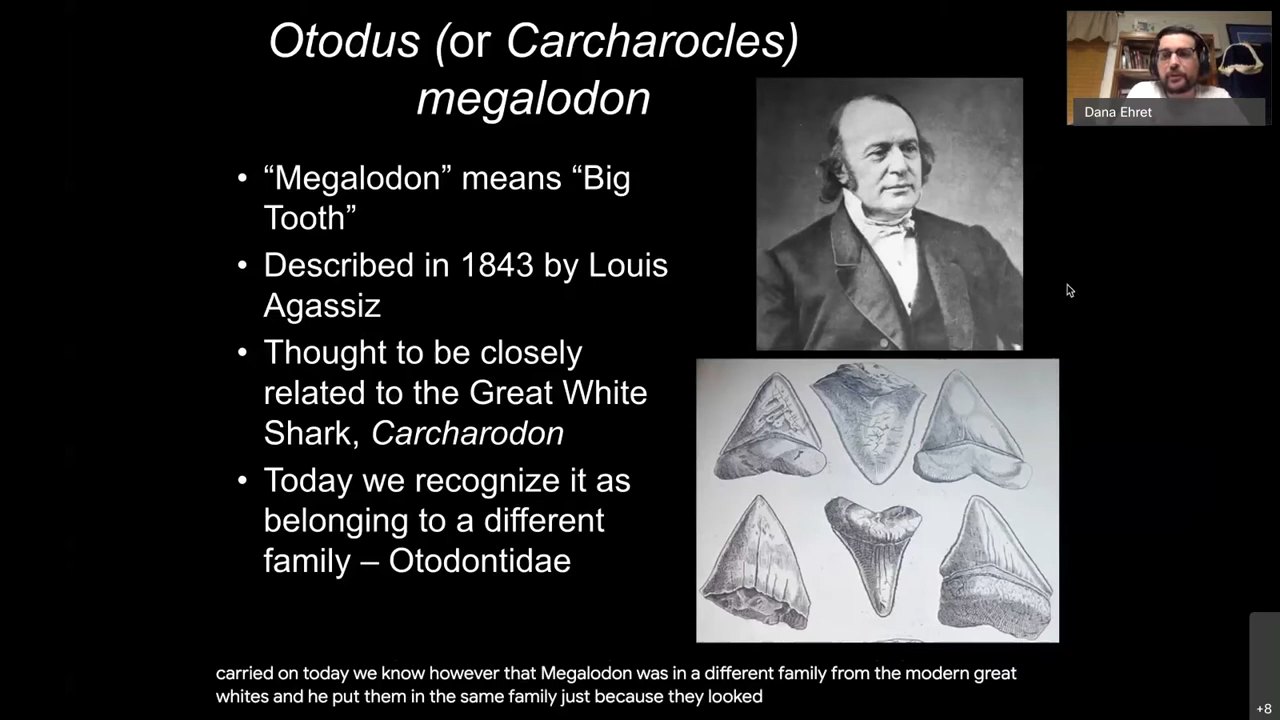 Otodus (or Carcharocles)
megalodon
Dana Ehret
• “Megalodon” means “Big
Tooth”
• Described in 1843 by Louis
Agassiz
• Thought to be closely
related to the Great White
Shark, Carcharodon
• Today we recognize it as
belonging to a different
family – Otodontidae
carried on today we know however that Megalodon was in a different family from the modern great
whites and he put them in the same family just because they looked
+8